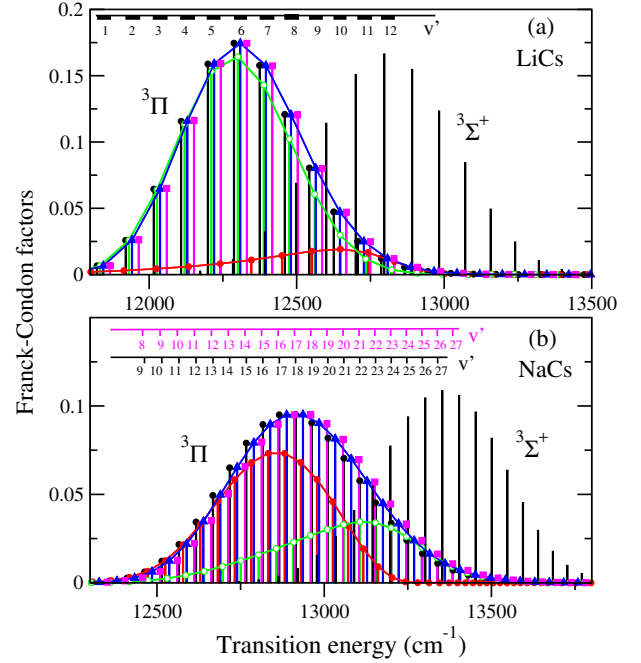 (a)
1 2 3 4 5 6 7 8 9 10 11 12 v'
LiCs
³Π
³Σ⁺
0.2
0.15
0.1
0.05
0
12000 12500 13000 13500
Franck-Condon factors
(b)
v'
8 9 10 11 12 13 14 15 16 17 18 19 20 21 22 23 24 25 26 27
v'
9 10 11 12 13 14 15 16 17 18 19 20 21 22 23 24 25 26 27
NaCs
³Π
³Σ⁺
0.1
0.05
0
12500 13000 13500
Transition energy (cm⁻¹)